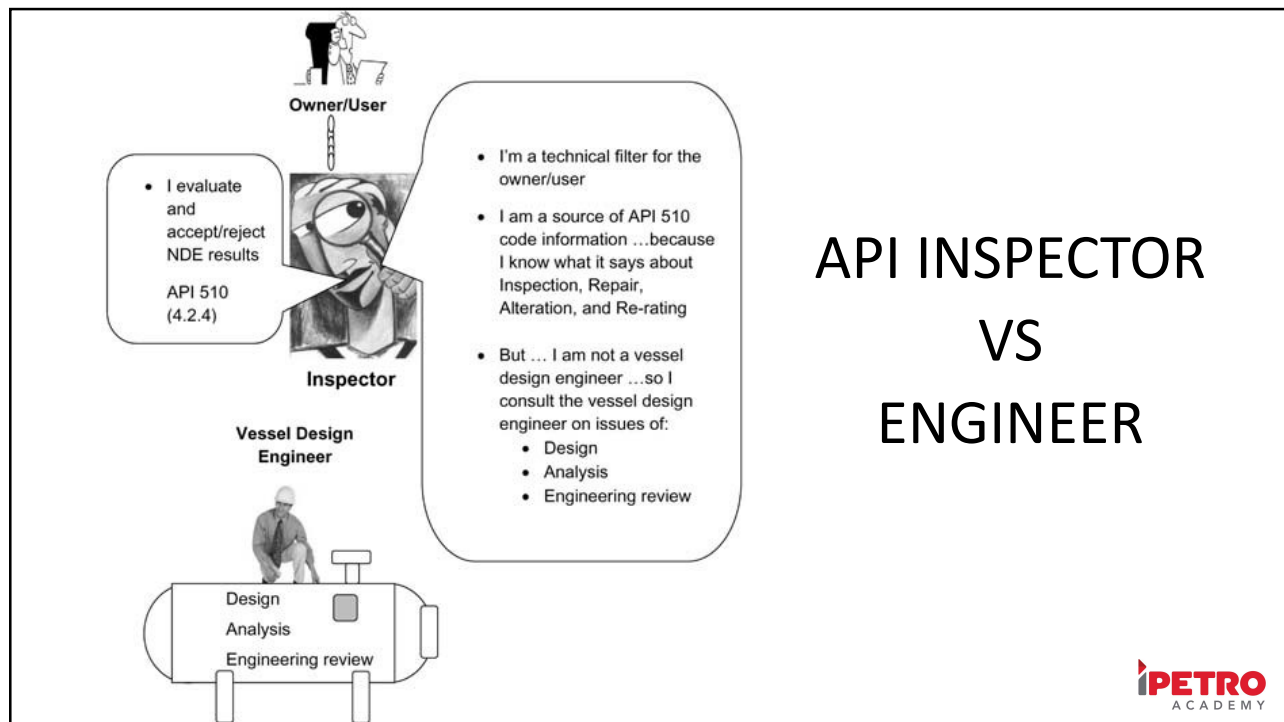 Owner/User
• I evaluate
and
accept/reject
NDE results
API 510
(4.2.4)
Inspector
• I'm a technical filter for the
owner/user
• I am a source of API 510
code information …because
I know what it says about
Inspection, Repair,
Alteration, and Re-rating
• But … I am not a vessel
design engineer …so I
consult the vessel design
engineer on issues of:
• Design
• Analysis
• Engineering review
Vessel Design
Engineer
Design
Analysis
Engineering review
API INSPECTOR
VS
ENGINEER
iPETRO
ACADEMY